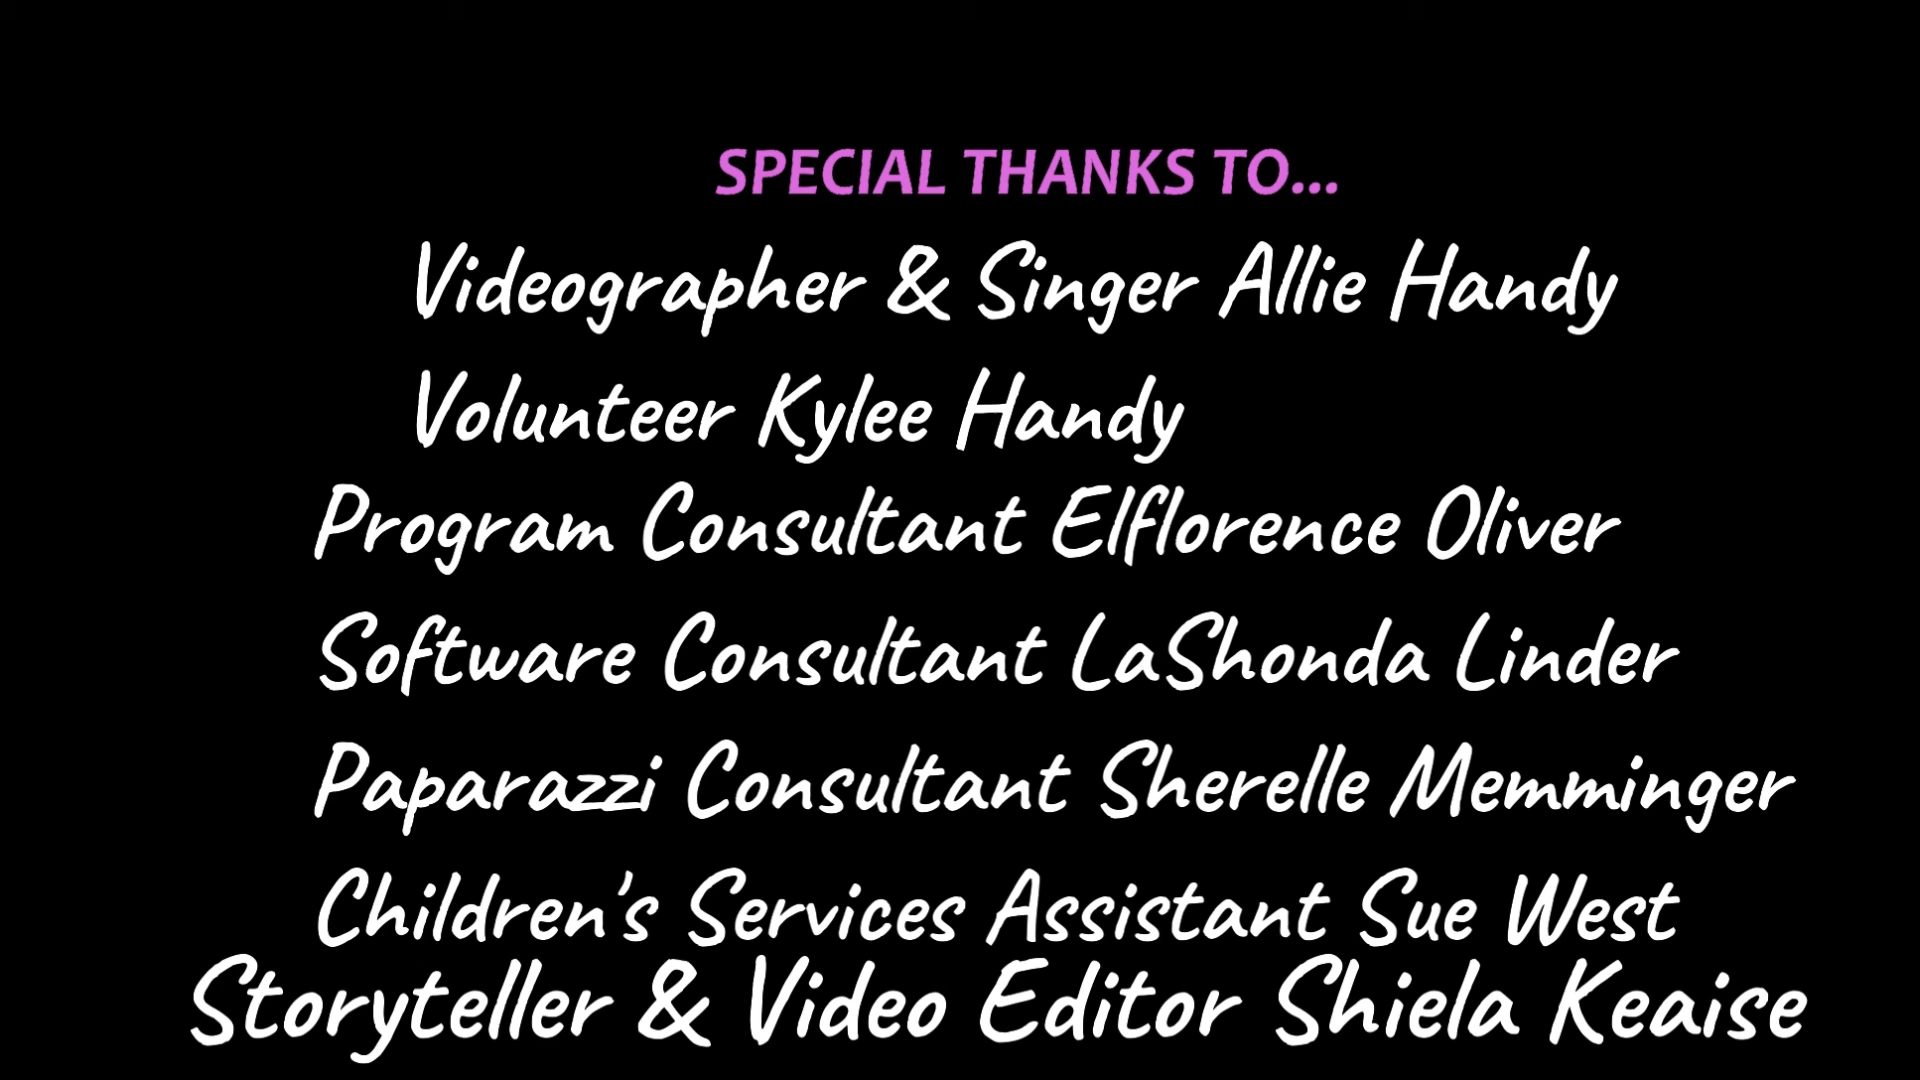 SPECIAL THANKS TO...
Videographer & Singer Allie Handy
Volunteer Kylee Handy
Program Consultant Elflorence Oliver
Software Consultant LaShonda Linder
Paparazzi Consultant Sherelle Memminger
Children's Services Assistant Sue West
Storyteller & Video Editor Shiela Keaise